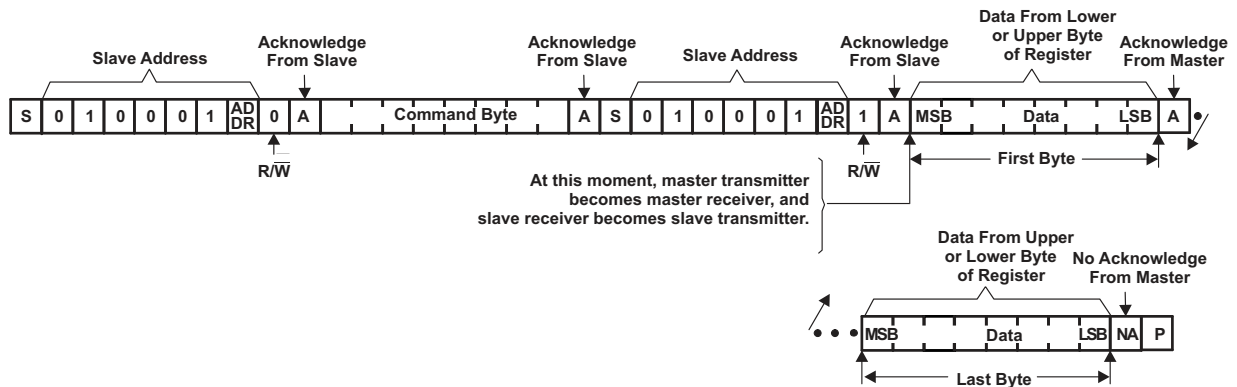 Slave Address
Acknowledge
From Slave
Acknowledge
From Slave
Slave Address
Acknowledge
From Slave
Data From Lower
or Upper Byte
of Register
Acknowledge
From Master
S 0 1 0 0 0 1 AD DR 0 A Command Byte A S 0 1 0 0 0 1 AD DR 1 A MSB Data LSB A
R/W̅
R/W̅
First Byte
At this moment, master transmitter
becomes master receiver, and
slave receiver becomes slave transmitter.
Data From Upper
or Lower Byte
of Register
No Acknowledge
From Master
MSB Data LSB NA P
Last Byte